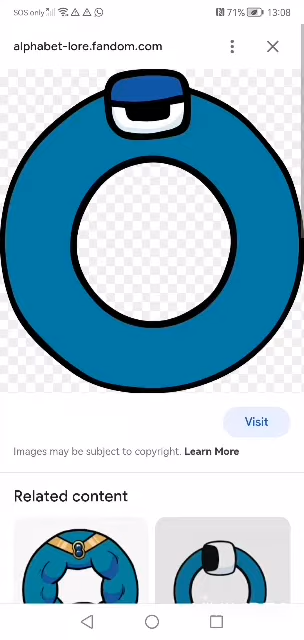 SOS only 71% 13:08
alphabet-lore.fandom.com
Visit
Images may be subject to copyright. Learn More
Related content